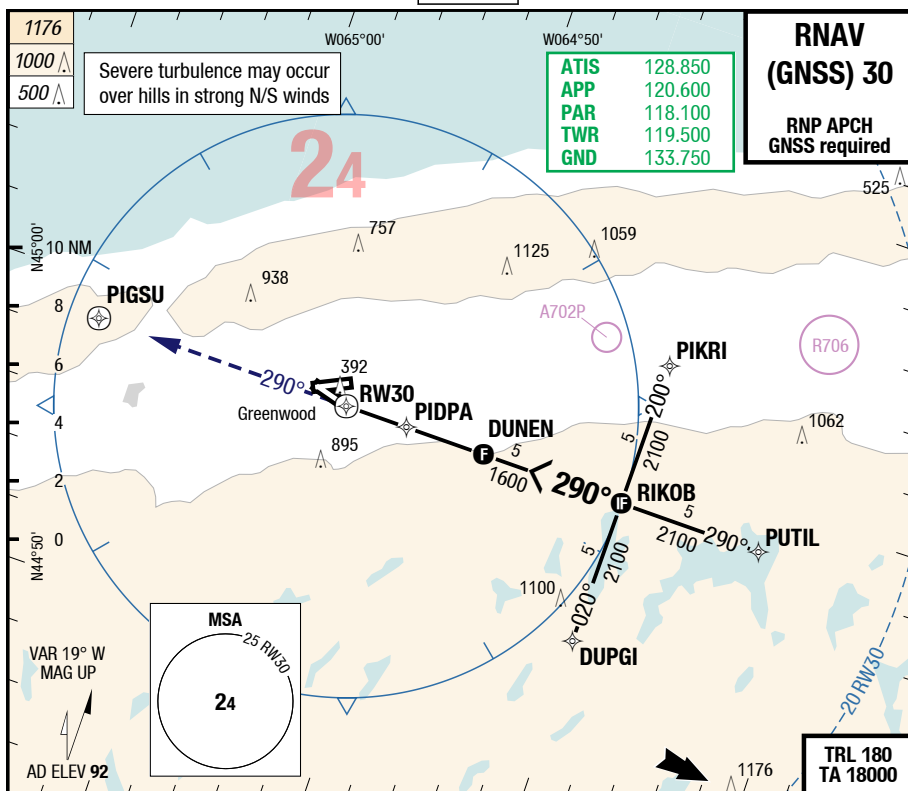 1176
1000
500
Severe turbulence may occur
over hills in strong N/S winds
W065°00'
W064°50'
ATIS 128.850
APP 120.600
PAR 118.100
TWR 119.500
GND 133.750
RNAV
(GNSS) 30
RNP APCH
GNSS required
24
525
757
1059
1125
938
N45°00'
10 NM
8
6
4
2
0
N44°50'
PIGSU
A702P
R706
PIKRI
290°
392
RW30
Greenwood
PIDPA
DUNEN
F
5
1600
290°
200°
5
2100
1062
895
IF
RIKOB
5
2100
290°
PUTIL
5
2100
020°
1100
DUPGI
MSA
25 RW30
24
VAR 19° W
MAG UP
AD ELEV 92
20 RW30
1176
TRL 180
TA 18000